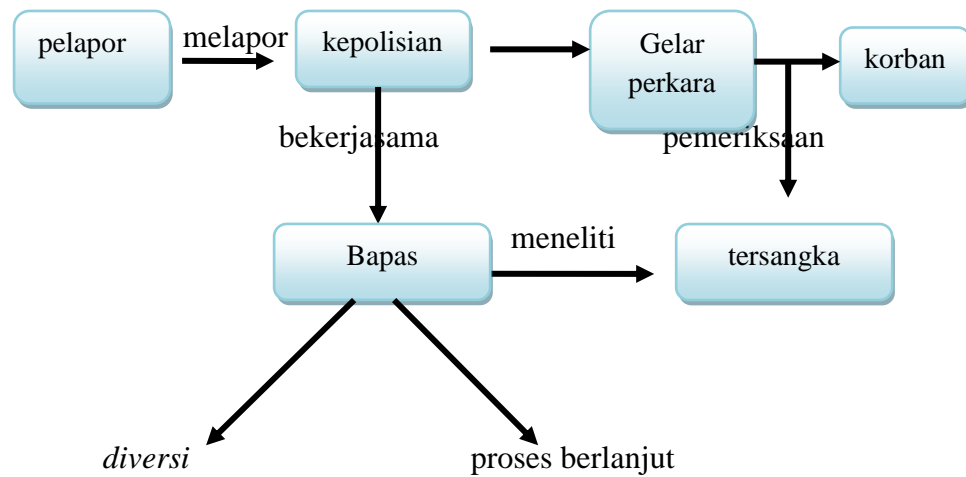 pelapor
melapor
kepolisian
Gelar
perkara
korban
bekerjasama
pemeriksaan
Bapas
meneliti
tersangka
diversi
proses berlanjut